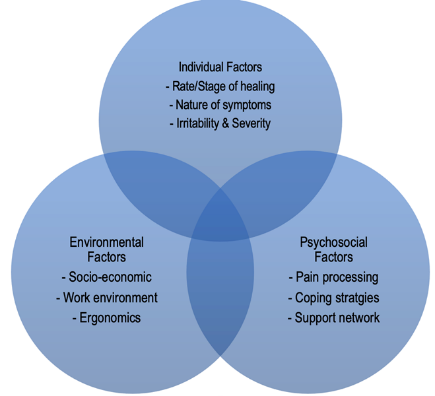 Individual Factors
- Rate/Stage of healing
- Nature of symptoms
- Irritability & Severity
Environmental
Factors
- Socio-economic
- Work environment
- Ergonomics
Psychosocial
Factors
- Pain processing
- Coping stratgies
- Support network